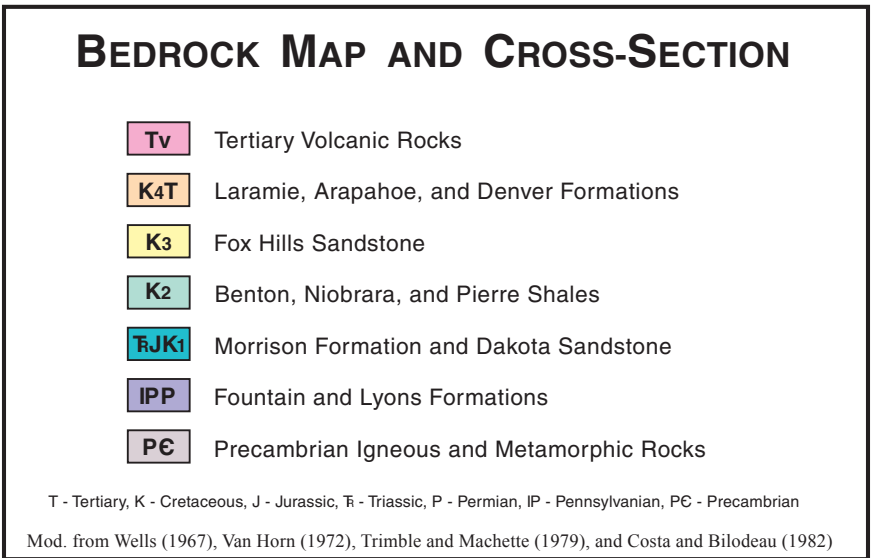 BEDROCK MAP AND CROSS-SECTION
Tv Tertiary Volcanic Rocks
K4T Laramie, Arapahoe, and Denver Formations
K3 Fox Hills Sandstone
K2 Benton, Niobrara, and Pierre Shales
TRJK1 Morrison Formation and Dakota Sandstone
IPP Fountain and Lyons Formations
P€ Precambrian Igneous and Metamorphic Rocks
T - Tertiary, K - Cretaceous, J - Jurassic, TR - Triassic, P - Permian, IP - Pennsylvanian, P€ - Precambrian
Mod. from Wells (1967), Van Horn (1972), Trimble and Machette (1979), and Costa and Bilodeau (1982)